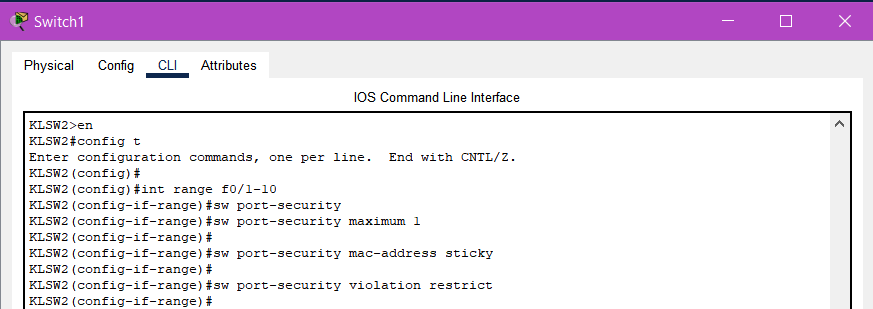 Switch1
Physical Config CLI Attributes
IOS Command Line Interface
KLSW2>en
KLSW2#config t
Enter configuration commands, one per line.  End with CNTL/Z.
KLSW2(config)#
KLSW2(config)#int range f0/1-10
KLSW2(config-if-range)#sw port-security
KLSW2(config-if-range)#sw port-security maximum 1
KLSW2(config-if-range)#
KLSW2(config-if-range)#sw port-security mac-address sticky
KLSW2(config-if-range)#
KLSW2(config-if-range)#sw port-security violation restrict
KLSW2(config-if-range)#